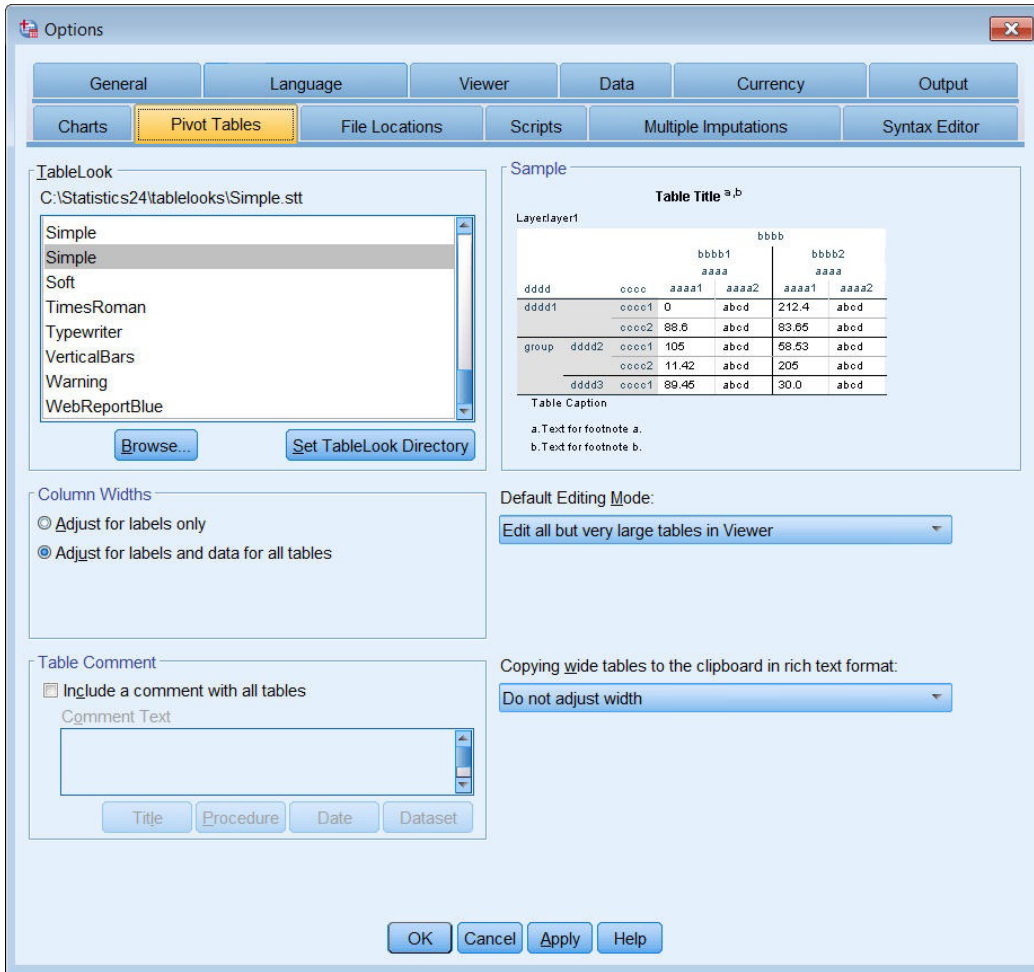 Options
General Language Viewer Data Currency Output
Charts Pivot Tables File Locations Scripts Multiple Imputations Syntax Editor
TableLook
C:\Statistics24\tablelooks\Simple.stt
Simple
Simple
Soft
TimesRoman
Typewriter
VerticalBars
Warning
WebReportBlue
Browse... Set TableLook Directory
Sample
Table Title a,b
Layerlayer1
bbbb
bbbb1 bbbb2
aaaa aaaa
dddd cccc aaaa1 aaaa2 aaaa1 aaaa2
dddd1 cccc1 0 abcd 212.4 abcd
cccc2 88.6 abcd 83.65 abcd
group dddd2 cccc1 105 abcd 58.53 abcd
cccc2 11.42 abcd 205 abcd
dddd3 cccc1 89.45 abcd 30.0 abcd
Table Caption
a.Text for footnote a.
b.Text for footnote b.
Column Widths
Adjust for labels only
Adjust for labels and data for all tables
Default Editing Mode:
Edit all but very large tables in Viewer
Table Comment
Include a comment with all tables
Comment Text
Title Procedure Date Dataset
Copying wide tables to the clipboard in rich text format:
Do not adjust width
OK Cancel Apply Help